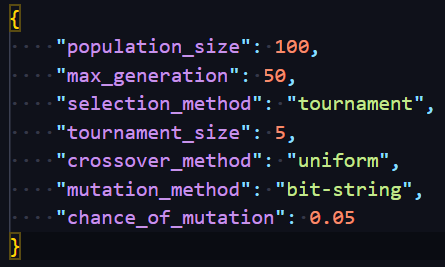 {
    "population_size": 100,
    "max_generation": 50,
    "selection_method": "tournament",
    "tournament_size": 5,
    "crossover_method": "uniform",
    "mutation_method": "bit-string",
    "chance_of_mutation": 0.05
}